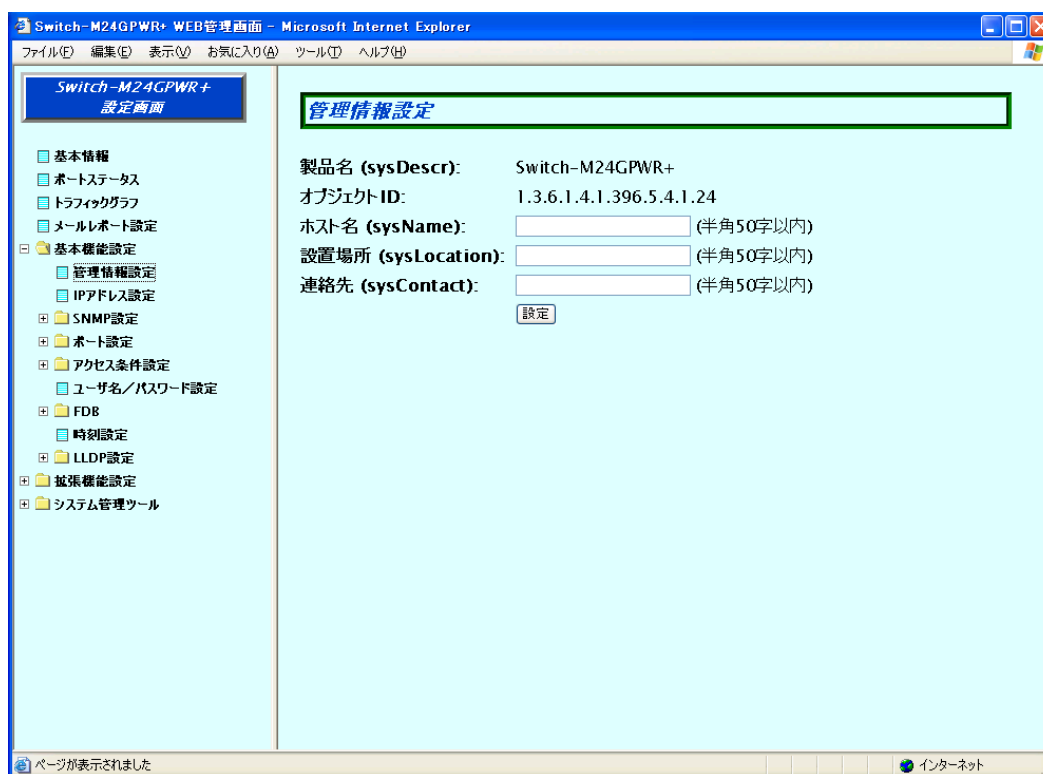 Switch-M24GPWR+ WEB管理画面 - Microsoft Internet Explorer
ファイル(F) 編集(E) 表示(V) お気に入り(A) ツール(T) ヘルプ(H)
Switch-M24GPWR+
設定画面
基本情報
ポートステータス
トラフィックグラフ
メールレポート設定
基本機能設定
管理情報設定
IPアドレス設定
SNMP設定
ポート設定
アクセス条件設定
ユーザ名／パスワード設定
FDB
時刻設定
LLDP設定
拡張機能設定
システム管理ツール
管理情報設定
製品名 (sysDescr): Switch-M24GPWR+
オブジェクトID: 1.3.6.1.4.1.396.5.4.1.24
ホスト名 (sysName): (半角50字以内)
設置場所 (sysLocation): (半角50字以内)
連絡先 (sysContact): (半角50字以内)
設定
ページが表示されました インターネット